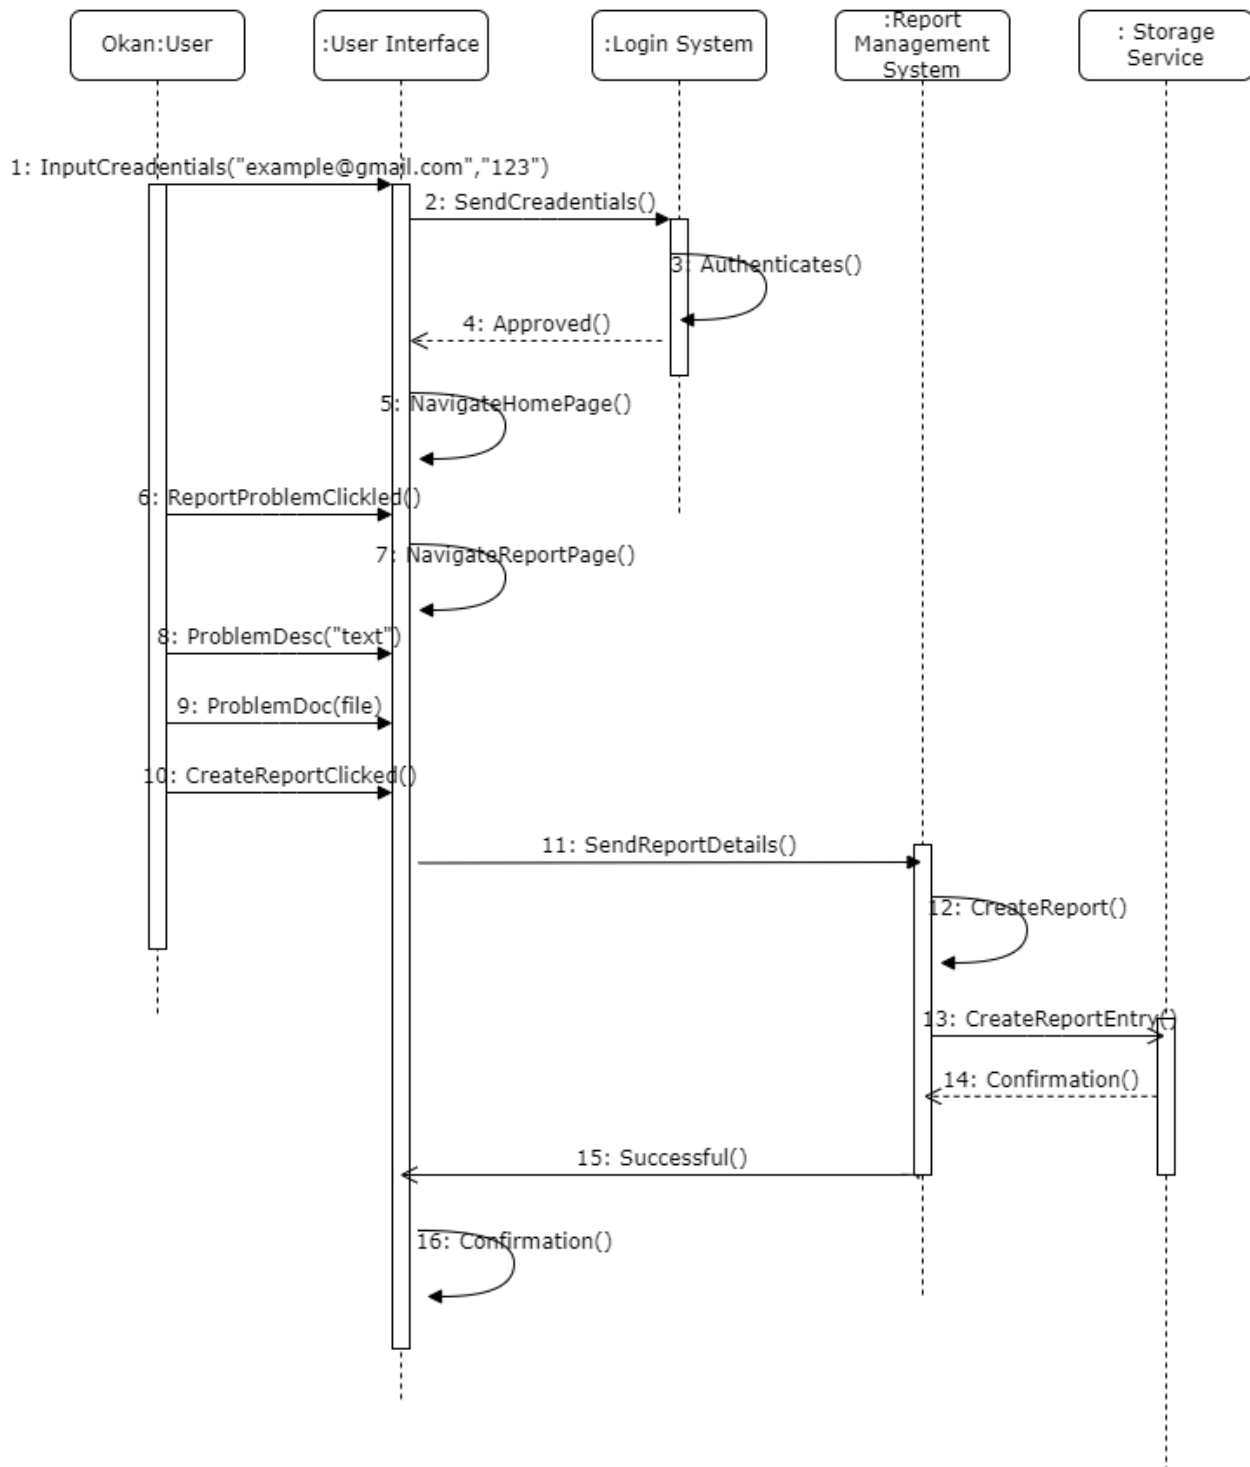 Okan:User
:User Interface
:Login System
:Report
Management
System
: Storage
Service
1: InputCreadentials("example@gmail.com","123")
2: SendCreadentials()
3: Authenticates()
4: Approved()
5: NavigateHomePage()
6: ReportProblemClickled()
7: NavigateReportPage()
8: ProblemDesc("text")
9: ProblemDoc(file)
10: CreateReportClicked()
11: SendReportDetails()
12: CreateReport()
13: CreateReportEntry()
14: Confirmation()
15: Successful()
16: Confirmation()